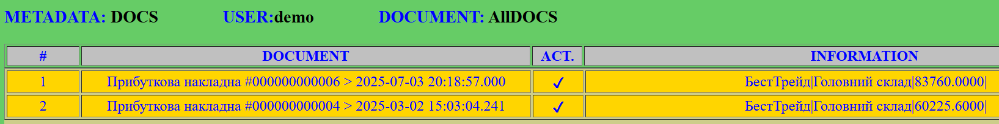 METADATA: DOCS USER:demo DOCUMENT: AllDOCS
# DOCUMENT ACT. INFORMATION
1 Прибуткова накладна #000000000006 > 2025-07-03 20:18:57.000 ✓ БестТрейд|Головний склад|83760.0000|
2 Прибуткова накладна #000000000004 > 2025-03-02 15:03:04.241 ✓ БестТрейд|Головний склад|60225.6000|